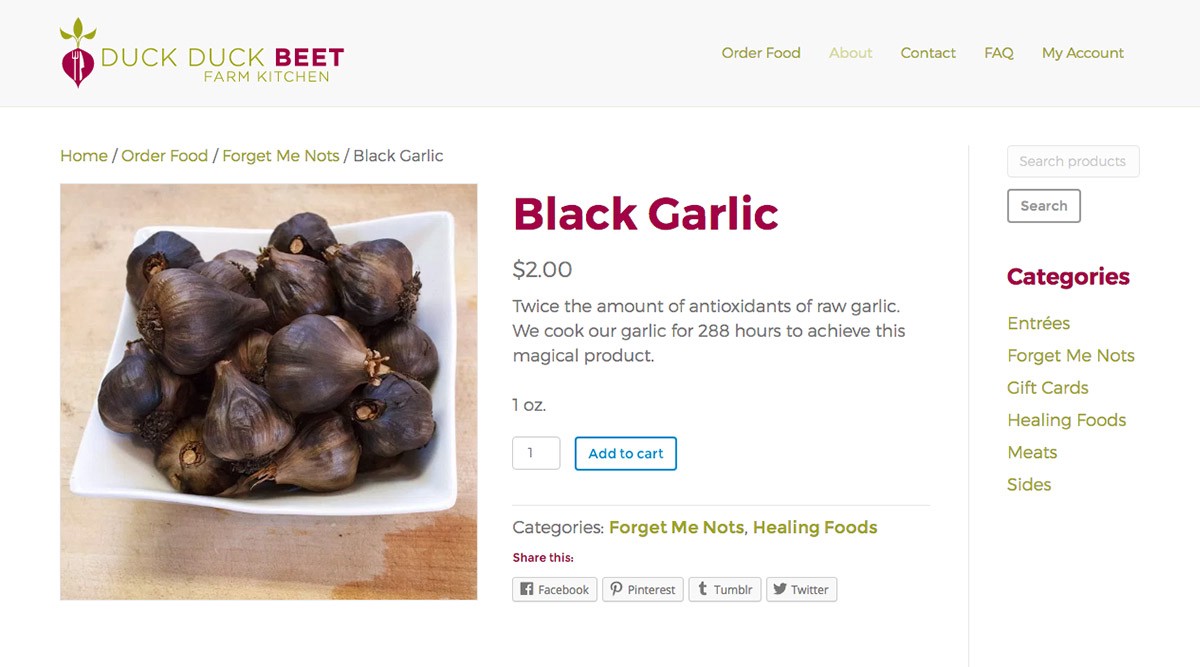 DUCK DUCK BEET
FARM KITCHEN
Order Food About Contact FAQ My Account
Home / Order Food / Forget Me Nots / Black Garlic
Black Garlic
$2.00
Twice the amount of antioxidants of raw garlic.
We cook our garlic for 288 hours to achieve this
magical product.
1 oz.
1 Add to cart
Categories: Forget Me Nots, Healing Foods
Share this:
Facebook Pinterest Tumblr Twitter
Search products
Search
Categories
Entrées
Forget Me Nots
Gift Cards
Healing Foods
Meats
Sides